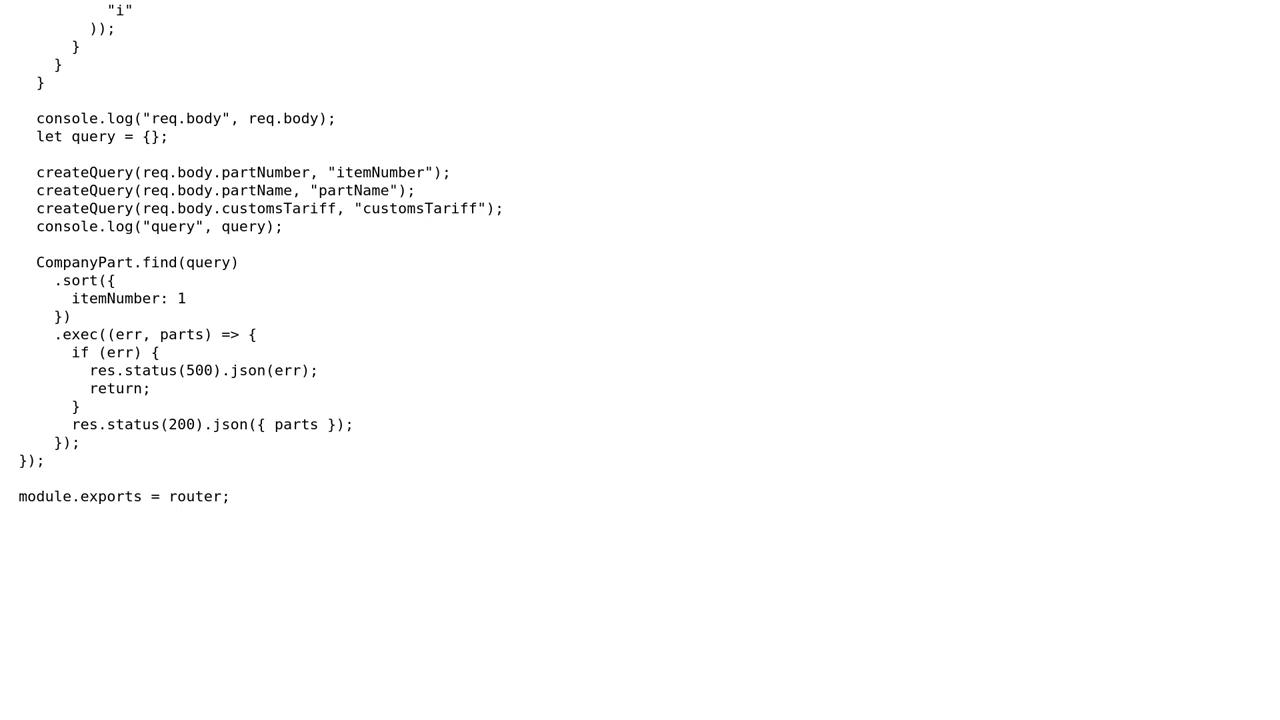 "i"
        ));
      }
    }
  }

  console.log("req.body", req.body);
  let query = {};

  createQuery(req.body.partNumber, "itemNumber");
  createQuery(req.body.partName, "partName");
  createQuery(req.body.customsTariff, "customsTariff");
  console.log("query", query);

  CompanyPart.find(query)
    .sort({
      itemNumber: 1
    })
    .exec((err, parts) => {
      if (err) {
        res.status(500).json(err);
        return;
      }
      res.status(200).json({ parts });
    });
});

module.exports = router;